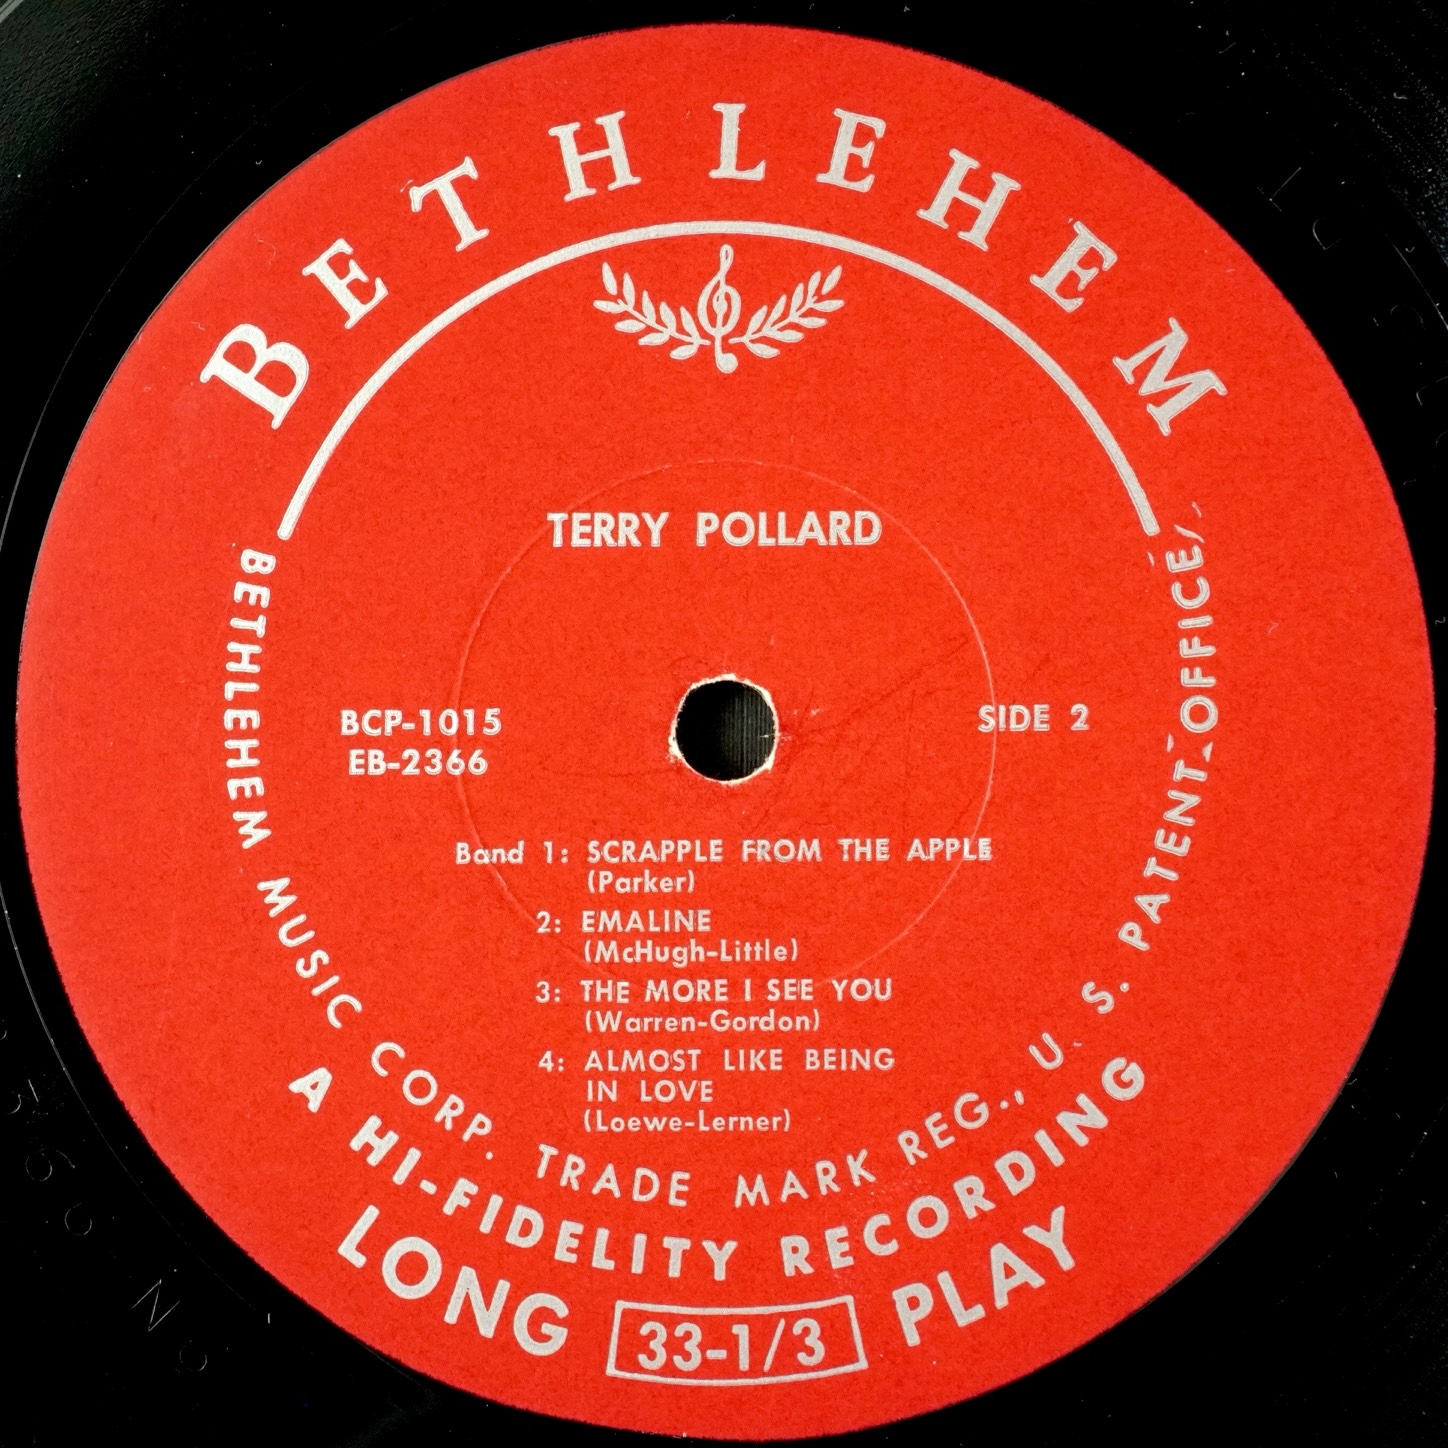 BETHLEHEM
TERRY POLLARD
BCP-1015
EB-2366
SIDE 2
Band 1: SCRAPPLE FROM THE APPLE
(Parker)
2: EMALINE
(McHugh-Little)
3: THE MORE I SEE YOU
(Warren-Gordon)
4: ALMOST LIKE BEING
IN LOVE
(Loewe-Lerner)
BETHLEHEM MUSIC CORP. TRADE MARK REG., U. S. PATENT OFFICE
A HI-FIDELITY RECORDING
LONG 33-1/3 PLAY